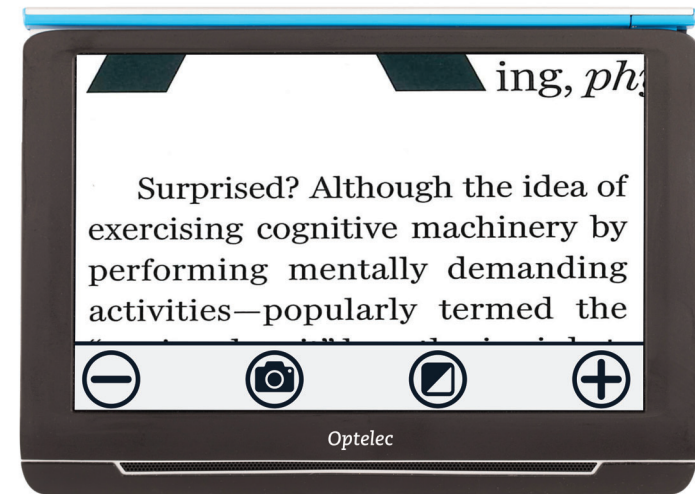 ing,
Surprised? Although the idea of
exercising cognitive machinery by
performing mentally demanding
activities—popularly termed the
Optelec